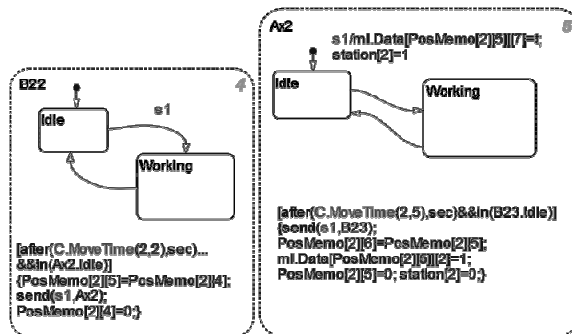 B22
4
Idle
s1
Working
[after(C.MoveTime(2,2),sec)...
&&in(Ax2.Idle)]
{PosMemo[2][5]=PosMemo[2][4];
send(s1,Ax2);
PosMemo[2][4]=0;}
Ax2
5
s1/ml.Data[PosMemo[2][5]][7]=t;
station[2]=1
Idle
Working
[after(C.MoveTime(2,5),sec)&&in(B23.Idle)]
{send(s1,B23);
PosMemo[2][6]=PosMemo[2][5];
ml.Data[PosMemo[2][5]][2]=1;
PosMemo[2][5]=0; station[2]=0;}